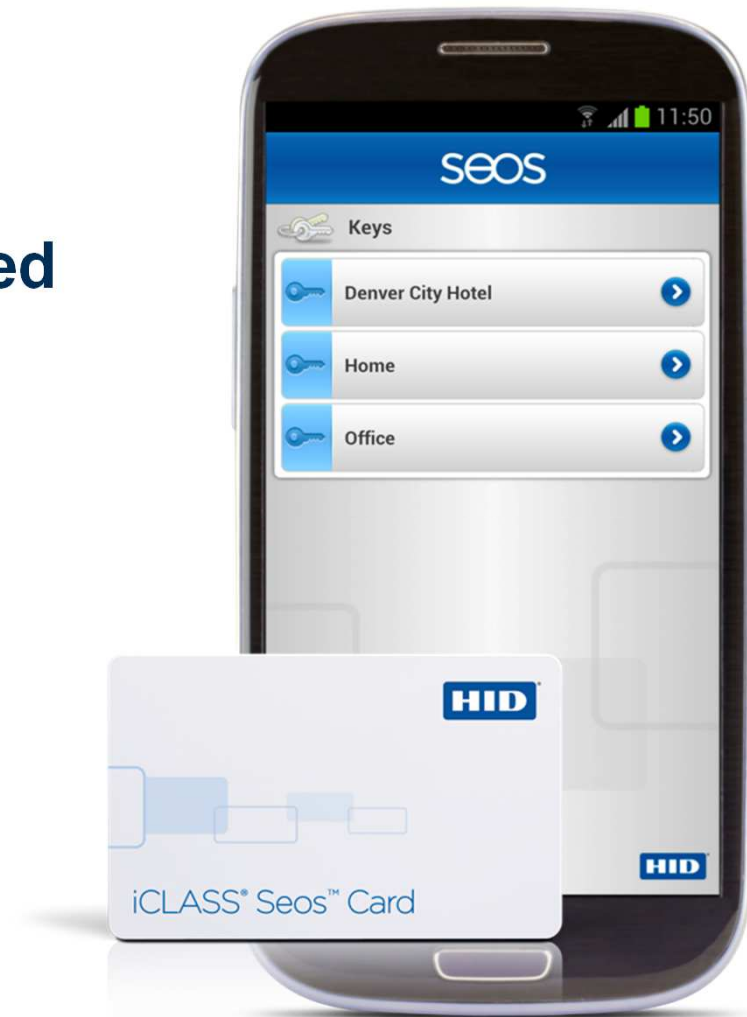 ed
11:50
seos
Keys
Denver City Hotel
Home
Office
HID
iCLASS® Seos™ Card
HID